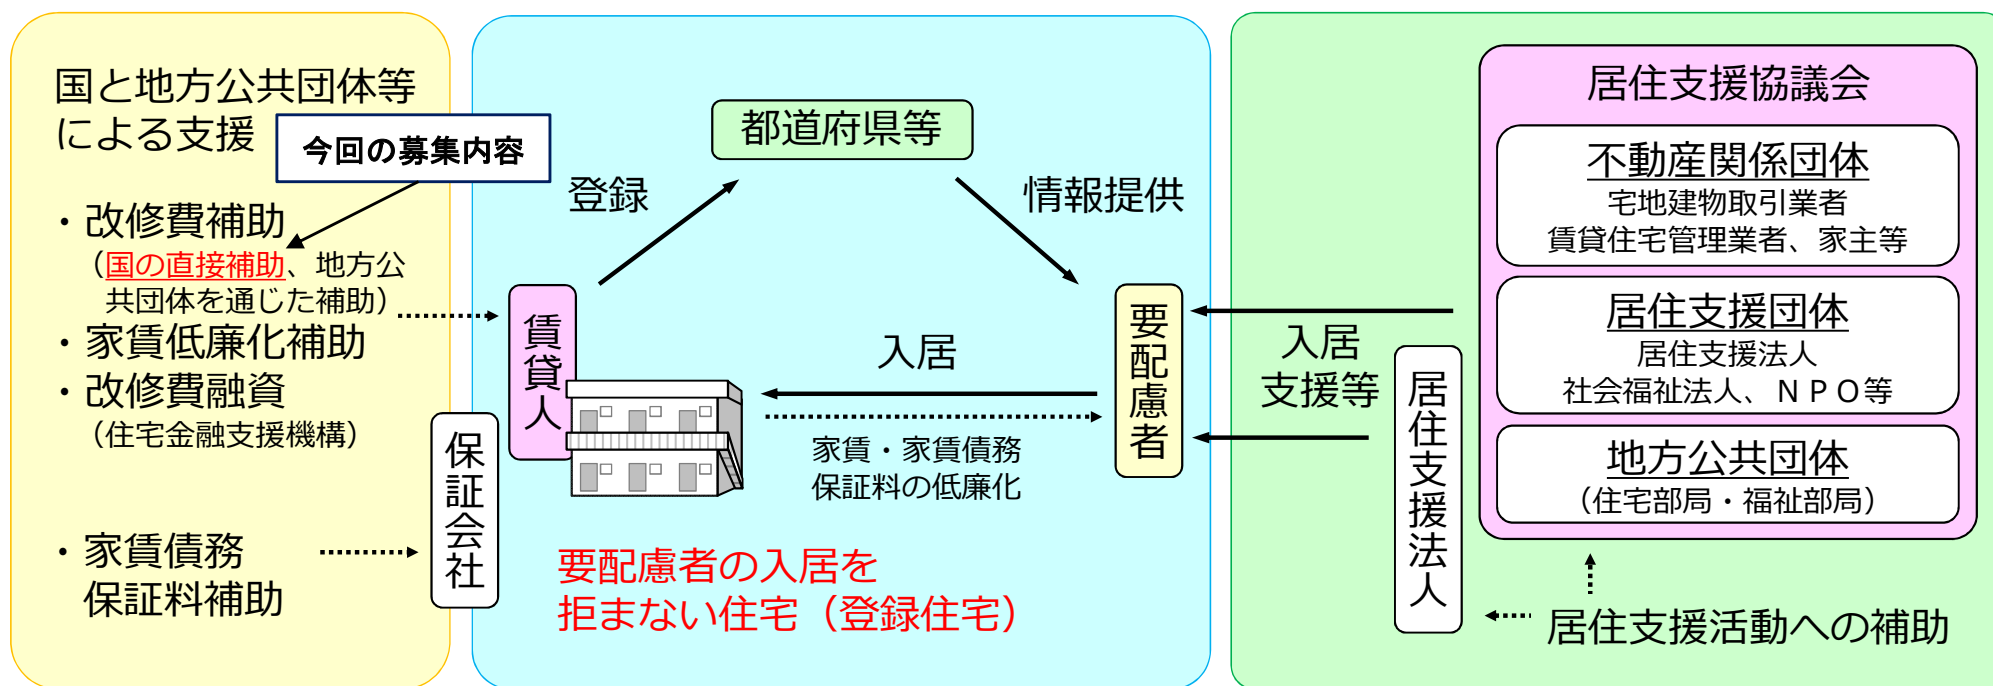 国と地方公共団体等
による支援
今回の募集内容
・改修費補助
（国の直接補助、地方公
共団体を通じた補助）
・家賃低廉化補助
・改修費融資
（住宅金融支援機構）
・家賃債務
保証料補助
保証会社
都道府県等
登録
情報提供
賃貸人
入居
家賃・家賃債務
保証料の低廉化
要配慮者
要配慮者の入居を
拒まない住宅（登録住宅）
入居
支援等
居住支援法人
居住支援協議会
不動産関係団体
宅地建物取引業者
賃貸住宅管理業者、家主等
居住支援団体
居住支援法人
社会福祉法人、ＮＰＯ等
地方公共団体
（住宅部局・福祉部局）
居住支援活動への補助